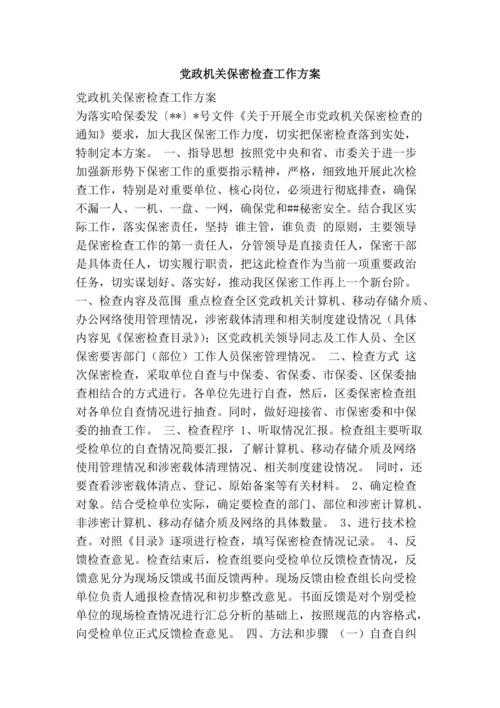 党政机关保密检查工作方案
党政机关保密检查工作方案
为落实哈保委发〔**〕*号文件《关于开展全市党政机关保密检查的
通知》要求，加大我区保密工作力度，切实把保密检查落到实处，
特制定本方案。 一、指导思想 按照党中央和省、市委关于进一步
加强新形势下保密工作的重要指示精神，严格，细致地开展此次检
查工作，特别是对重要单位、核心岗位，必须进行彻底排查，确保
不漏一人、一机、一盘、一网，确保党和##秘密安全。结合我区实
际工作，落实保密责任，坚持 谁主管，谁负责 的原则，主要领导
是保密检查工作的第一责任人，分管领导是直接责任人，保密干部
是具体责任人，切实履行职责，把这此检查作为当前一项重要政治
任务，切实谋划好、落实好，推动我区保密工作再上一个新台阶。
一、检查内容及范围 重点检查全区党政机关计算机、移动存储介质、
办公网络使用管理情况，涉密载体清理和相关制度建设情况（具体
内容见《保密检查目录》）；区党政机关领导同志及工作人员、全区
保密要害部门（部位）工作人员保密管理情况。 二、检查方式 这
次保密检查，采取单位自查与中保委、省保委、市保委、区保委抽
查相结合的方式进行。各单位先进行自查，然后，区委保密检查组
对各单位自查情况进行抽查。同时，做好迎接省、市保密委和中保
委的抽查工作。 三、检查程序 1、听取情况汇报。检查组主要听取
受检单位的自查情况简要汇报，了解计算机、移动存储介质及网络
使用管理情况和涉密载体清理情况、相关制度建设情况。 同时，还
要查看涉密载体清点、登记、原始备案等有关材料。 2、确定检查
对象。结合受检单位实际，确定要检查的部门、部位和涉密计算机、
非涉密计算机、移动存储介质及网络的具体数量。 3、进行技术检
查。对照《目录》逐项进行检查，填写保密检查情况记录。 4、反
馈检查意见。检查结束后，检查组要向受检单位反馈检查情况，反
馈意见分为现场反馈或书面反馈两种。现场反馈由检查组长向受检
单位负责人通报检查情况和初步整改意见。书面反馈是对个别受检
单位的现场检查情况进行汇总分析的基础上，按照规范的内容格式，
向受检单位正式反馈检查意见。 四、方法和步骤 （一）自查自纠